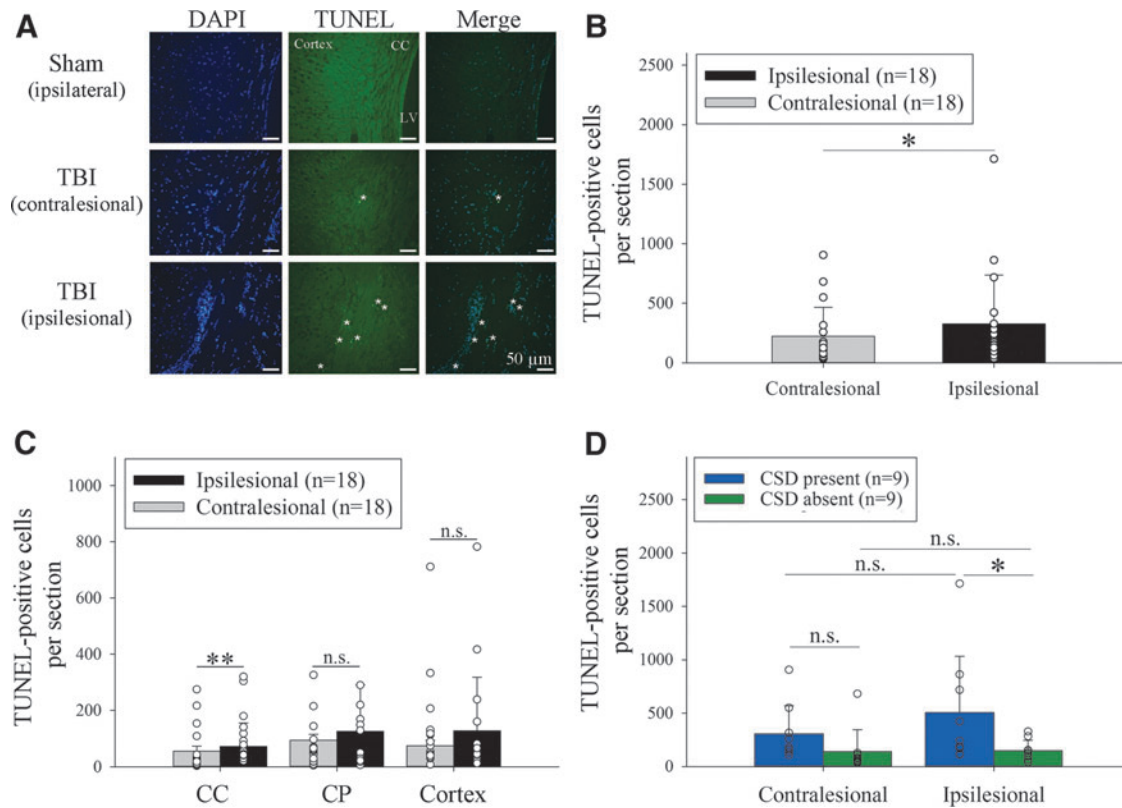 A
DAPI TUNEL Merge
Sham
(ipsilateral)
Cortex CC
LV
TBI
(contralesional)
*
*
TBI
(ipsilesional)
* * * * * *
* * * * * *
50 µm
B
TUNEL-positive cells
per section
2500
2000
1500
1000
500
0
Ipsilesional (n=18)
Contralesional (n=18)
*
Contralesional Ipsilesional
C
TUNEL-positive cells
per section
1000
800
600
400
200
0
Ipsilesional (n=18)
Contralesional (n=18)
**
n.s.
n.s.
CC CP Cortex
D
TUNEL-positive cells
per section
2500
2000
1500
1000
500
0
CSD present (n=9)
CSD absent (n=9)
n.s.
n.s.
*
n.s.
Contralesional Ipsilesional